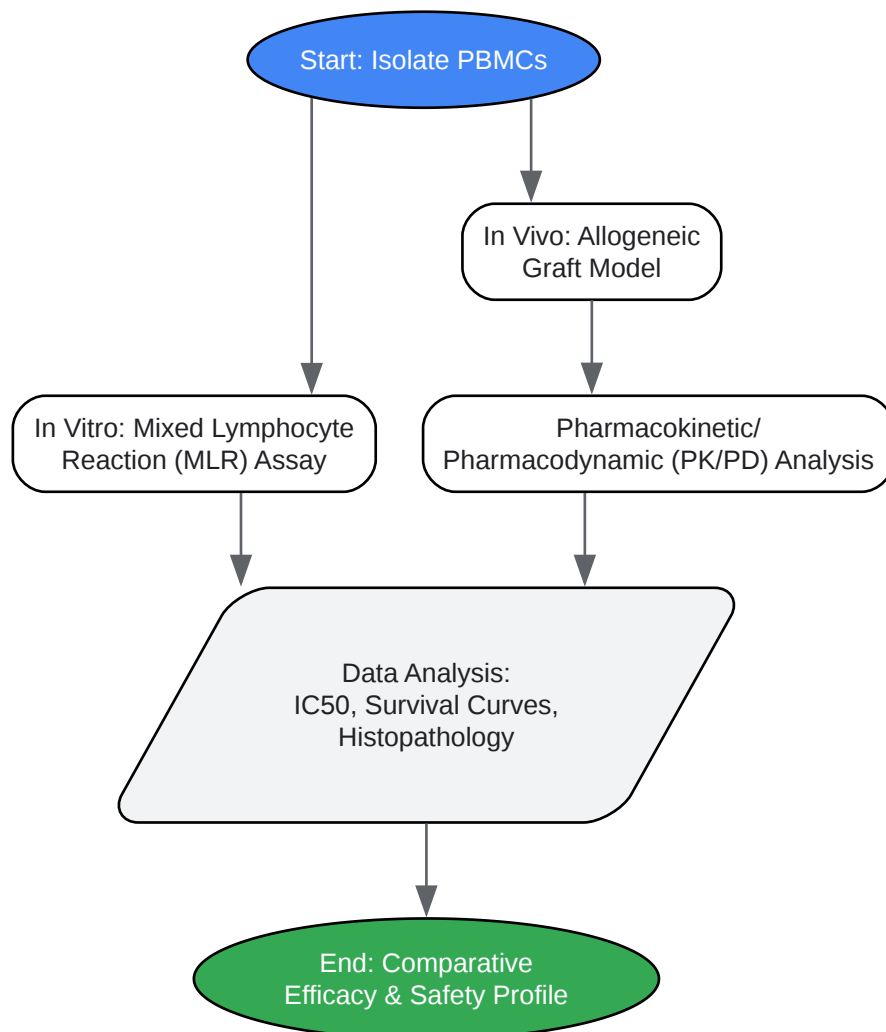 Start: Isolate PBMCs
In Vivo: Allogeneic
Graft Model
In Vitro: Mixed Lymphocyte
Reaction (MLR) Assay
Pharmacokinetic/
Pharmacodynamic (PK/PD) Analysis
Data Analysis:
IC50, Survival Curves,
Histopathology
End: Comparative
Efficacy & Safety Profile